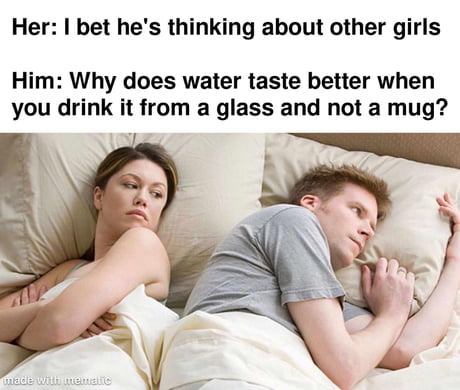 Her: I bet he's thinking about other girls
Him: Why does water taste better when
you drink it from a glass and not a mug?
made with mematic